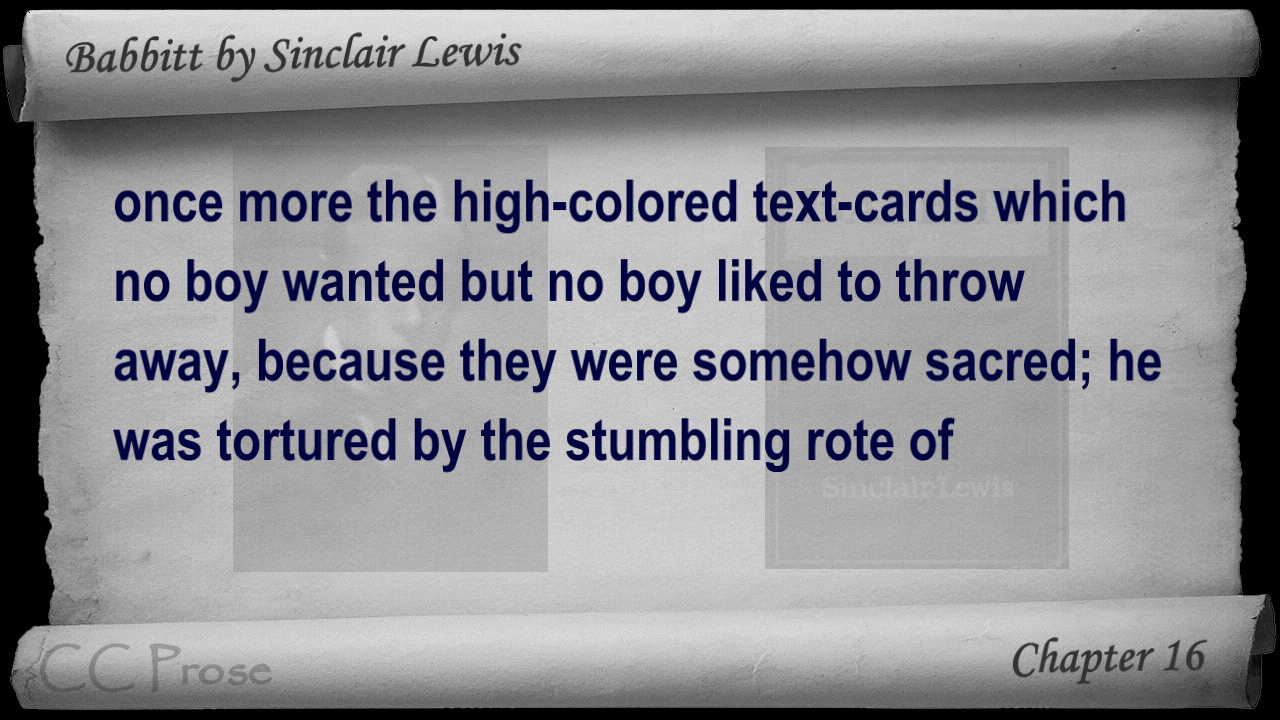 Babbitt by Sinclair Lewis
once more the high-colored text-cards which
no boy wanted but no boy liked to throw
away, because they were somehow sacred; he
was tortured by the stumbling rote of
Sinclair Lewis
CC Prose
Chapter 16